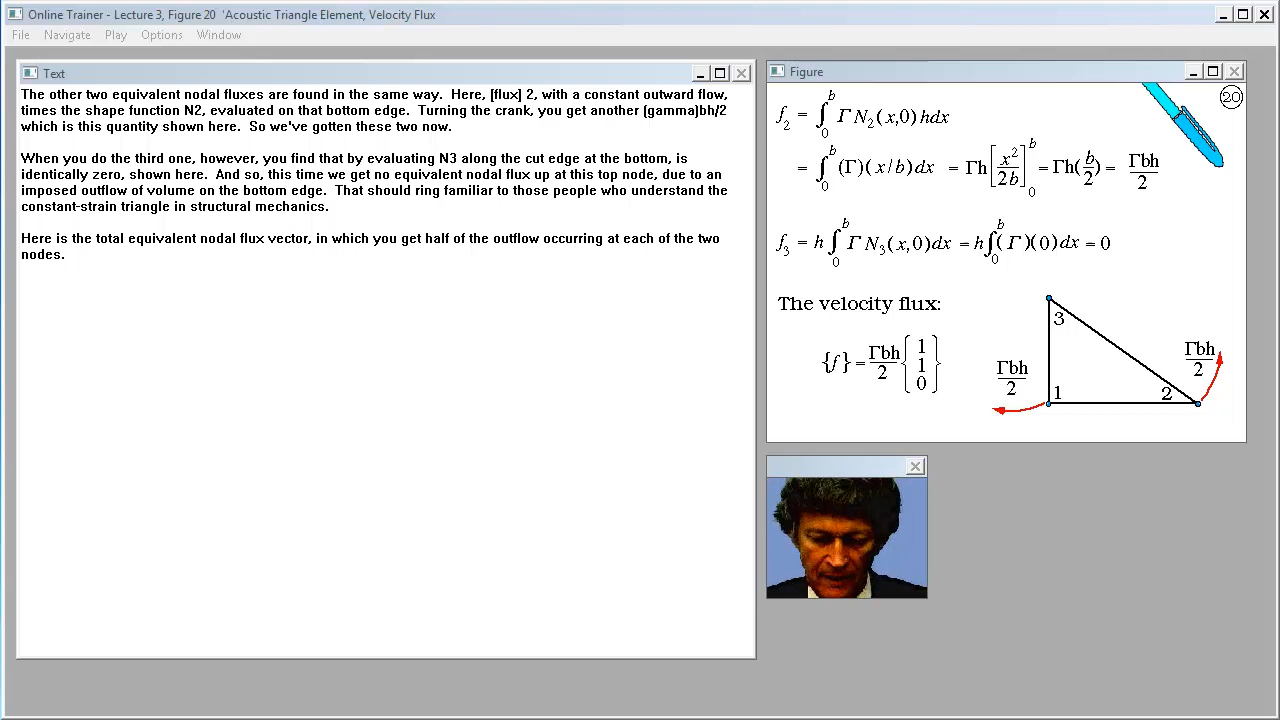 Online Trainer - Lecture 3, Figure 20 'Acoustic Triangle Element, Velocity Flux
File Navigate Play Options Window
Text
The other two equivalent nodal fluxes are found in the same way. Here, [flux] 2, with a constant outward flow,
times the shape function N2, evaluated on that bottom edge. Turning the crank, you get another (gamma)bh/2
which is this quantity shown here. So we've gotten these two now.
When you do the third one, however, you find that by evaluating N3 along the cut edge at the bottom, is
identically zero, shown here. And so, this time we get no equivalent nodal flux up at this top node, due to an
imposed outflow of volume on the bottom edge. That should ring familiar to those people who understand the
constant-strain triangle in structural mechanics.
Here is the total equivalent nodal flux vector, in which you get half of the outflow occurring at each of the two
nodes.
Figure
20
f₂ = ∫₀ᵇ Γ N₂(x,0) hdx
= ∫₀ᵇ (Γ)(x/b) dx = Γh[x²/2b]₀ᵇ = Γh(b/2) = Γbh/2
f₃ = h ∫₀ᵇ Γ N₃(x,0)dx = h∫₀ᵇ(Γ)(0)dx = 0
The velocity flux:
{f} = Γbh/2 {1 1 0}
3
Γbh/2
Γbh/2
1
2